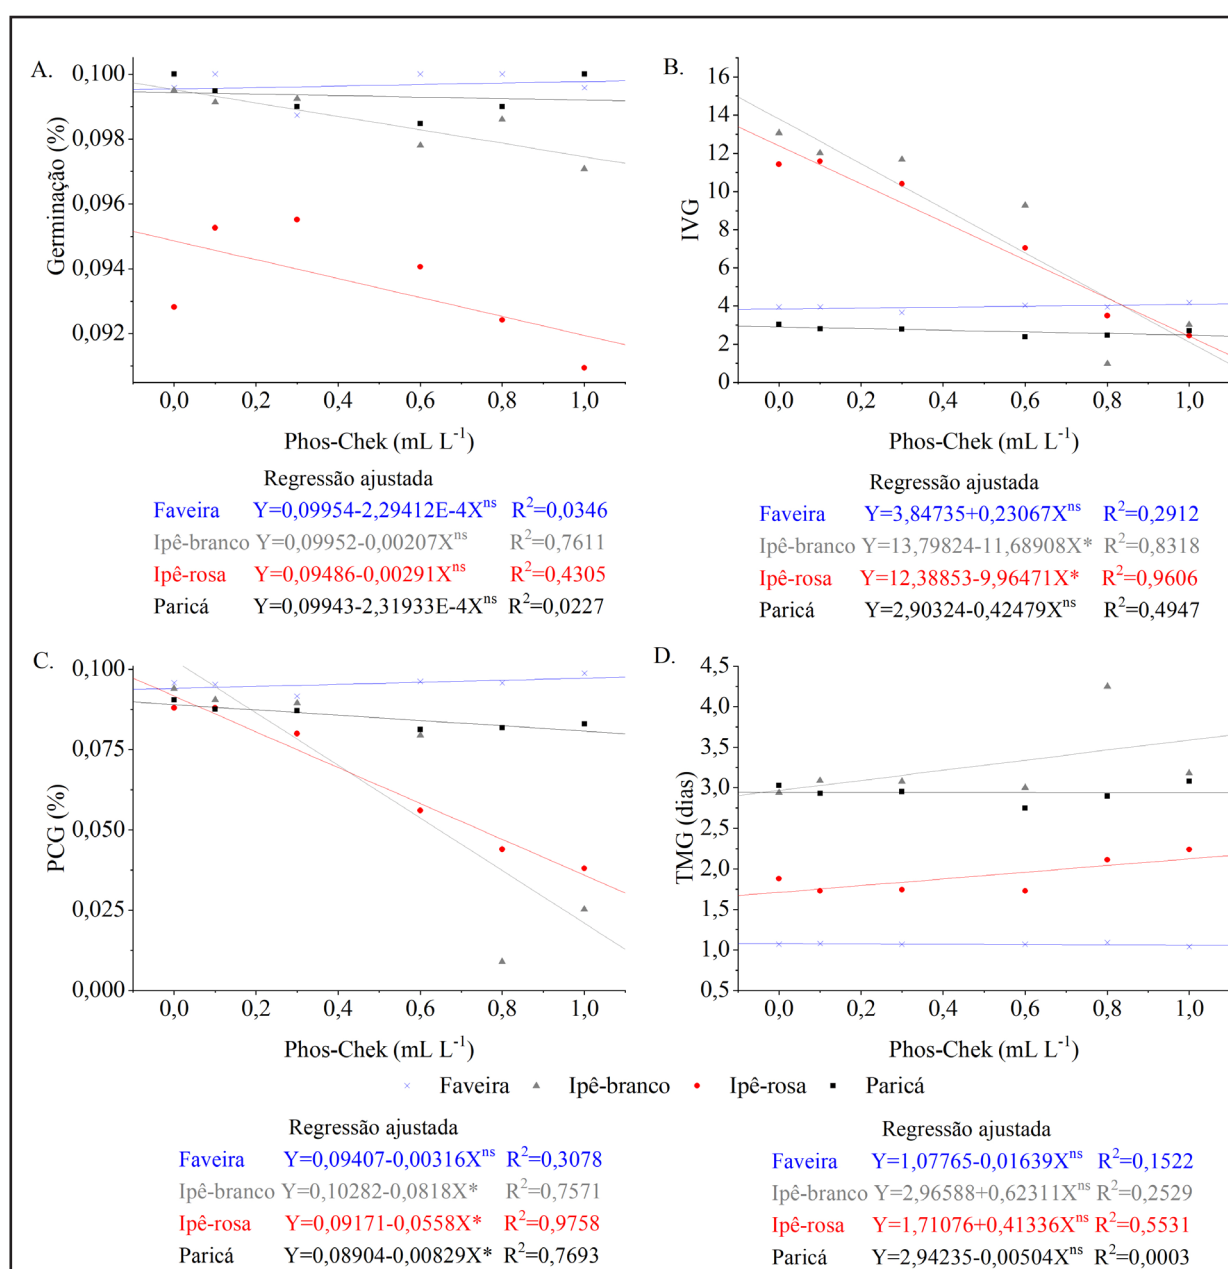 A.
0,100
0,098
0,096
0,094
0,092
Germinação (%)
0,0 0,2 0,4 0,6 0,8 1,0
Phos-Chek (mL L⁻¹)
Regressão ajustada
Faveira Y=0,09954-2,29412E-4Xⁿˢ R²=0,0346
Ipê-branco Y=0,09952-0,00207Xⁿˢ R²=0,7611
Ipê-rosa Y=0,09486-0,00291Xⁿˢ R²=0,4305
Paricá Y=0,09943-2,31933E-4Xⁿˢ R²=0,0227
B.
16
14
12
10
8
6
4
2
0
IVG
0,0 0,2 0,4 0,6 0,8 1,0
Phos-Chek (mL L⁻¹)
Regressão ajustada
Faveira Y=3,84735+0,23067Xⁿˢ R²=0,2912
Ipê-branco Y=13,79824-11,68908X* R²=0,8318
Ipê-rosa Y=12,38853-9,96471X* R²=0,9606
Paricá Y=2,90324-0,42479Xⁿˢ R²=0,4947
C.
0,100
0,075
0,050
0,025
0,000
PCG (%)
0,0 0,2 0,4 0,6 0,8 1,0
Phos-Chek (mL L⁻¹)
D.
4,5
4,0
3,5
3,0
2,5
2,0
1,5
1,0
0,5
TMG (dias)
0,0 0,2 0,4 0,6 0,8 1,0
Phos-Chek (mL L⁻¹)
Faveira Ipê-branco Ipê-rosa Paricá
Regressão ajustada
Faveira Y=0,09407-0,00316Xⁿˢ R²=0,3078
Ipê-branco Y=0,10282-0,0818X* R²=0,7571
Ipê-rosa Y=0,09171-0,0558X* R²=0,9758
Paricá Y=0,08904-0,00829X* R²=0,7693
Regressão ajustada
Faveira Y=1,07765-0,01639Xⁿˢ R²=0,1522
Ipê-branco Y=2,96588+0,62311Xⁿˢ R²=0,2529
Ipê-rosa Y=1,71076+0,41336Xⁿˢ R²=0,5531
Paricá Y=2,94235-0,00504Xⁿˢ R²=0,0003